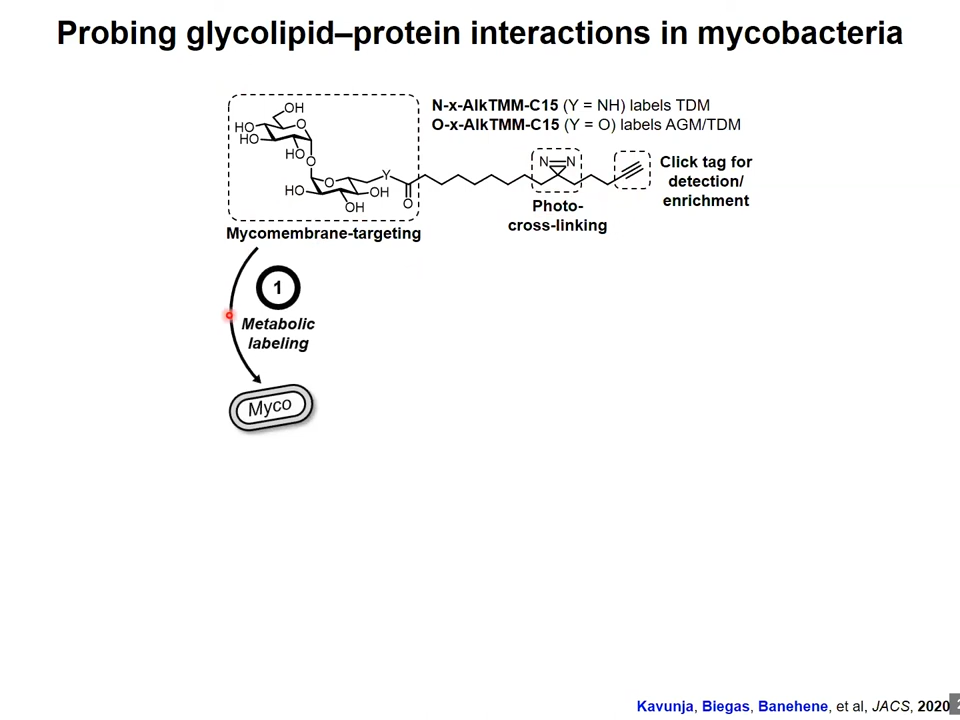 Probing glycolipid–protein interactions in mycobacteria
N-x-AlkTMM-C15 (Y = NH) labels TDM
O-x-AlkTMM-C15 (Y = O) labels AGM/TDM
OH
HO
O
HO
HO
O
HO
O
OH
OH
Y
O
N
N
Click tag for
detection/
enrichment
Photo-
cross-linking
Mycomembrane-targeting
1
Metabolic
labeling
Myco
Kavunja, Biegas, Banehene, et al, JACS, 2020